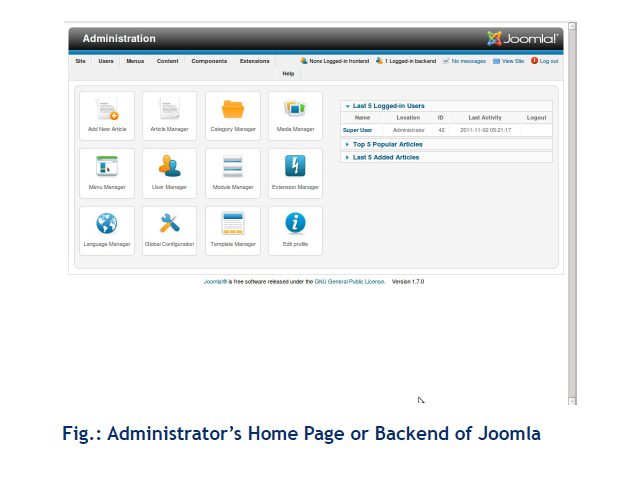 Administration
Joomla!
Site Users Menus Content Components Extensions None Logged-in frontend 1 Logged-in backend No messages View Site Log out
Help
Add New Article Article Manager Category Manager Media Manager
Menu Manager User Manager Module Manager Extension Manager
Language Manager Global Configuration Template Manager Edit profile
Last 5 Logged-in Users
Name Location ID Last Activity Logout
Super User Administrator 42 2011-11-02 05:21:17
Top 5 Popular Articles
Last 5 Added Articles
Joomla!® is free software released under the GNU General Public License. Version 1.7.0
Fig.: Administrator's Home Page or Backend of Joomla